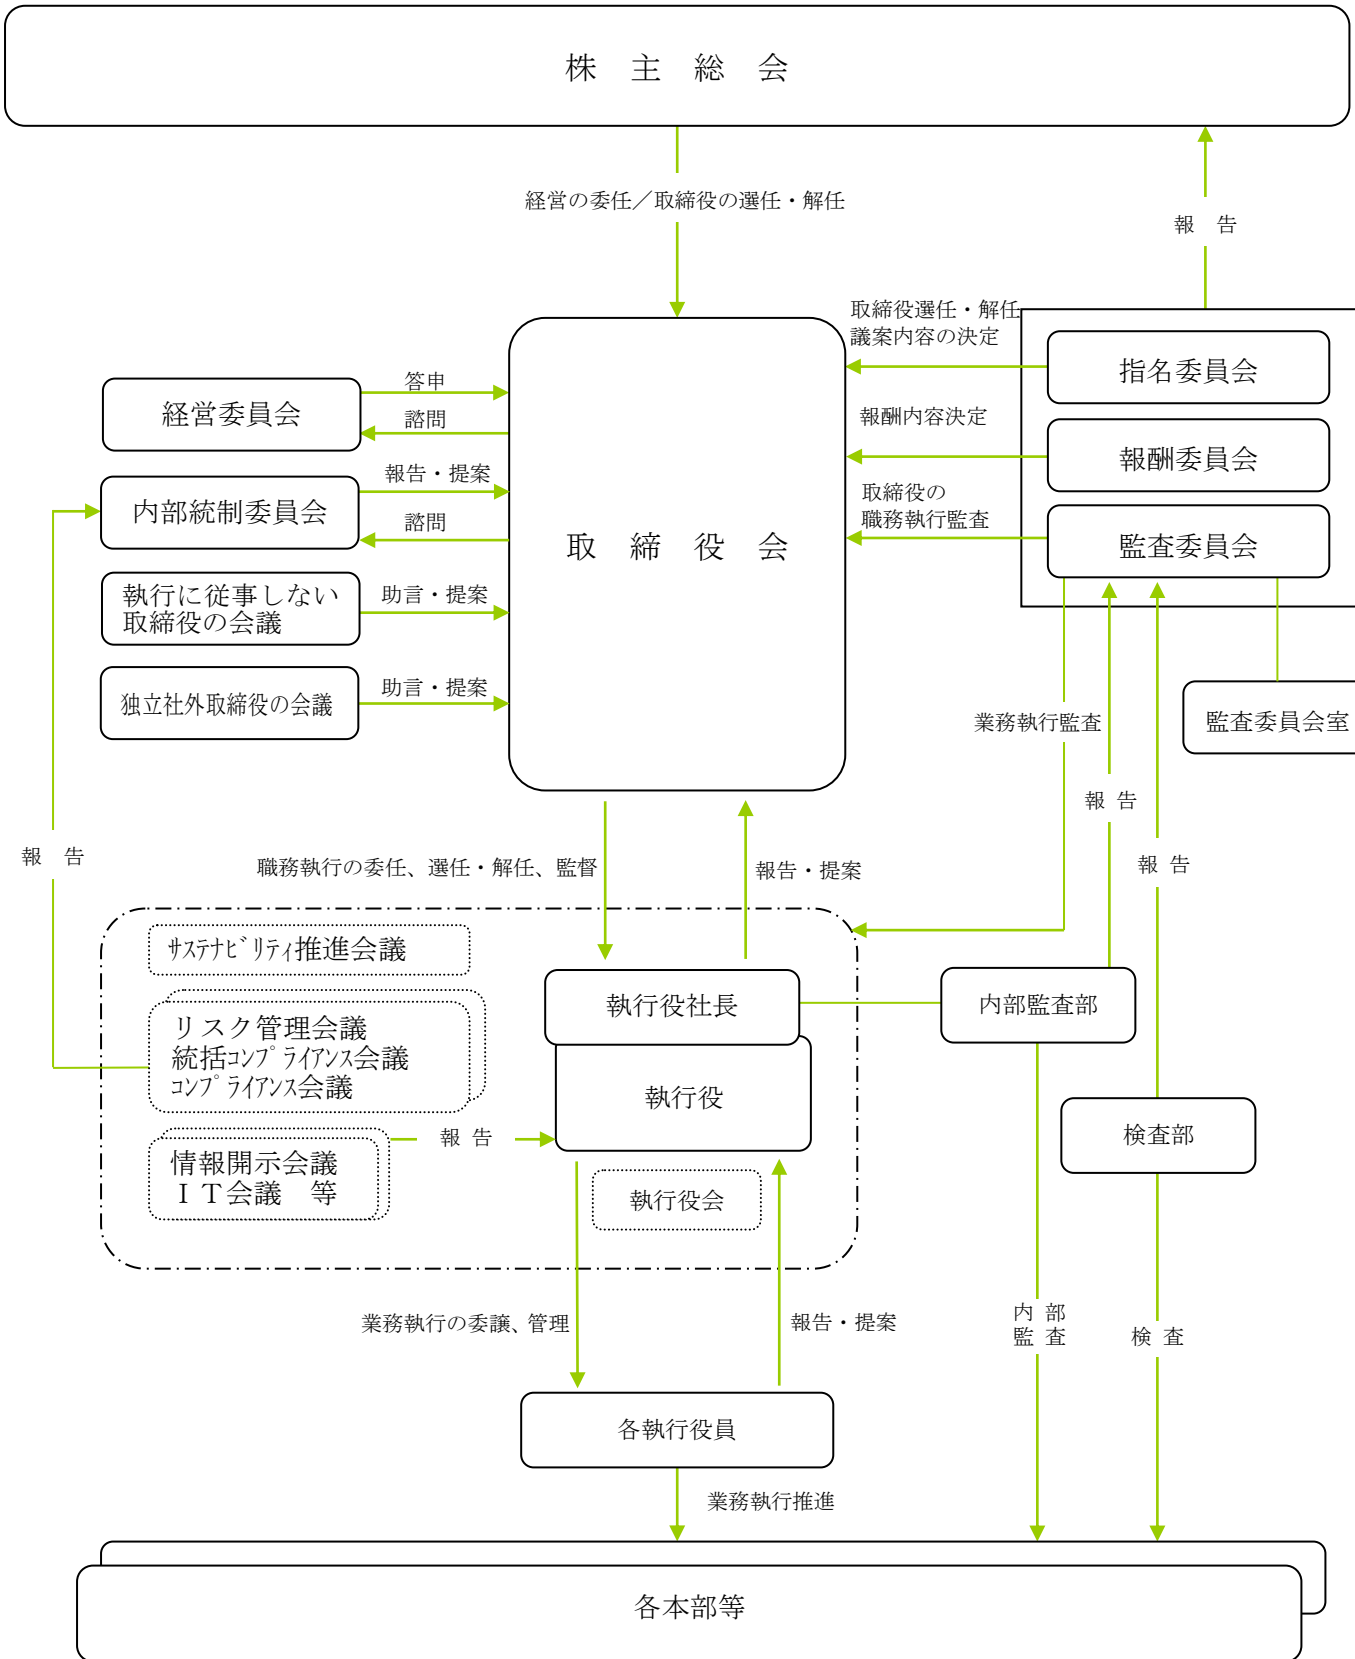 株　主　総　会
経営の委任／取締役の選任・解任
報　告
取締役選任・解任
議案内容の決定
指名委員会
答申
経営委員会
諮問
報酬内容決定
報酬委員会
報告・提案
内部統制委員会
諮問
取締役の
職務執行監査
監査委員会
取　締　役　会
執行に従事しない
取締役の会議
助言・提案
独立社外取締役の会議
助言・提案
業務執行監査
監査委員会室
報 告
報　告
職務執行の委任、選任・解任、監督
報告・提案
報 告
ｻｽﾃﾅﾋﾞﾘﾃｨ推進会議
執行役社長
内部監査部
リスク管理会議
統括ｺﾝﾌﾟﾗｲｱﾝｽ会議
ｺﾝﾌﾟﾗｲｱﾝｽ会議
執行役
報 告
検査部
情報開示会議
ＩＴ会議　等
執行役会
業務執行の委譲、管理
報告・提案
内 部
監 査
検 査
各執行役員
業務執行推進
各本部等